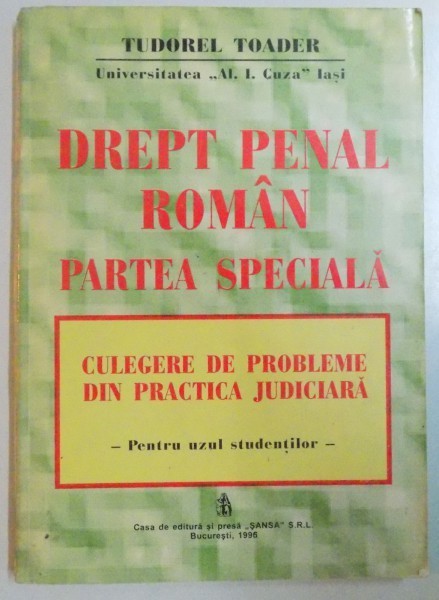 TUDOREL TOADER
Universitatea „Al. I. Cuza" Iași
DREPT PENAL
ROMÂN
PARTEA SPECIALĂ
CULEGERE DE PROBLEME
DIN PRACTICA JUDICIARĂ
– Pentru uzul studenților –
Casa de editură și presă „ȘANSA" S.R.L.
București, 1996